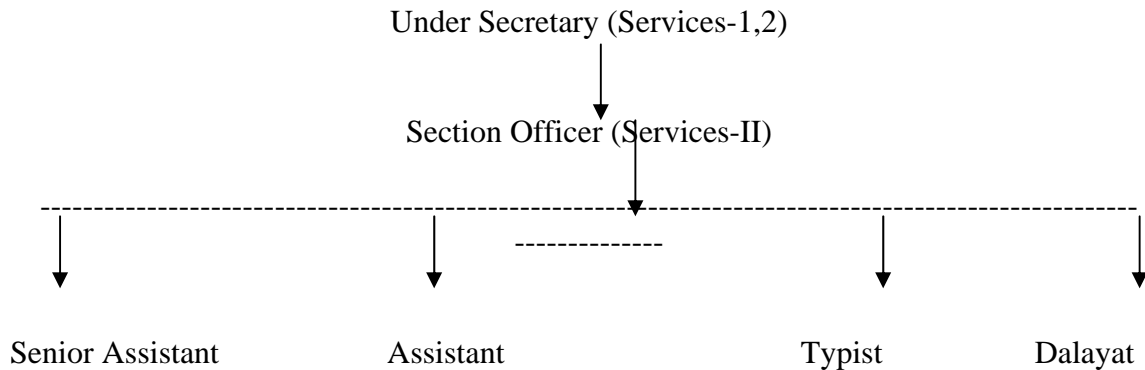 Under Secretary (Services-1,2)
Section Officer (Services-II)
Senior Assistant Assistant Typist Dalayat